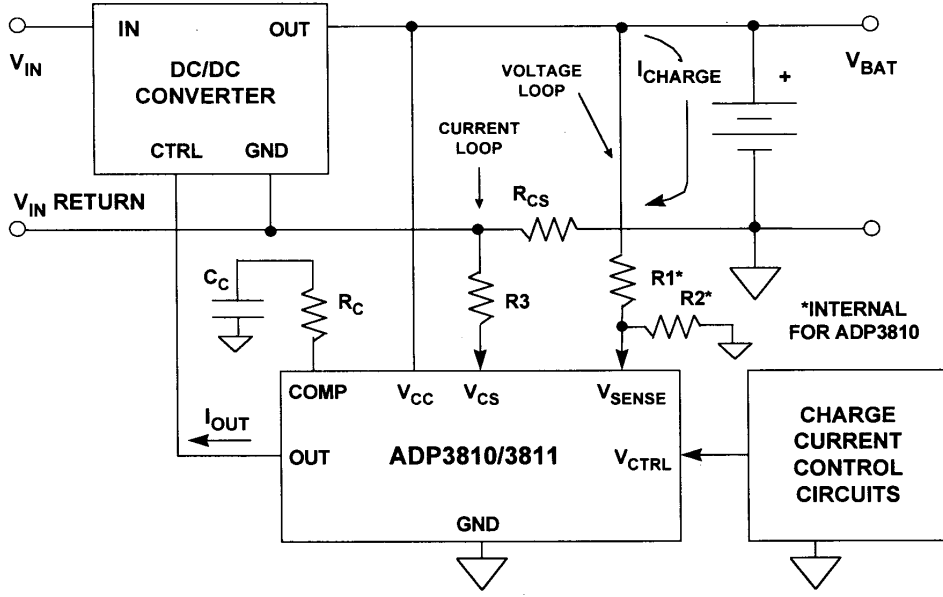 IN
OUT
V_IN
DC/DC
CONVERTER
CTRL
GND
VOLTAGE
LOOP
I_CHARGE
+
V_BAT
CURRENT
LOOP
V_IN RETURN
R_CS
C_C
R_C
R3
R1*
R2*
*INTERNAL
FOR ADP3810
COMP
V_CC
V_CS
V_SENSE
I_OUT
OUT
ADP3810/3811
V_CTRL
GND
CHARGE
CURRENT
CONTROL
CIRCUITS